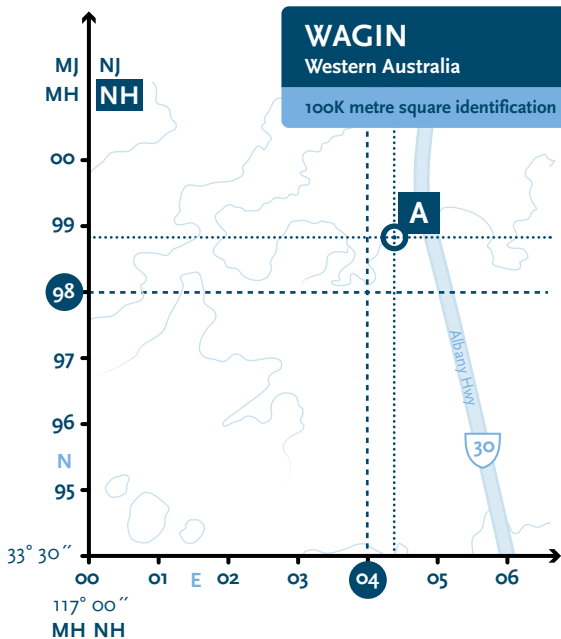 WAGIN
Western Australia
100K metre square identification
MJ NJ
MH NH
00
A
99
98
97
Albany Hwy
96
30
N
95
33° 30´´
00 01 E 02 03 04 05 06
117° 00´´
MH NH